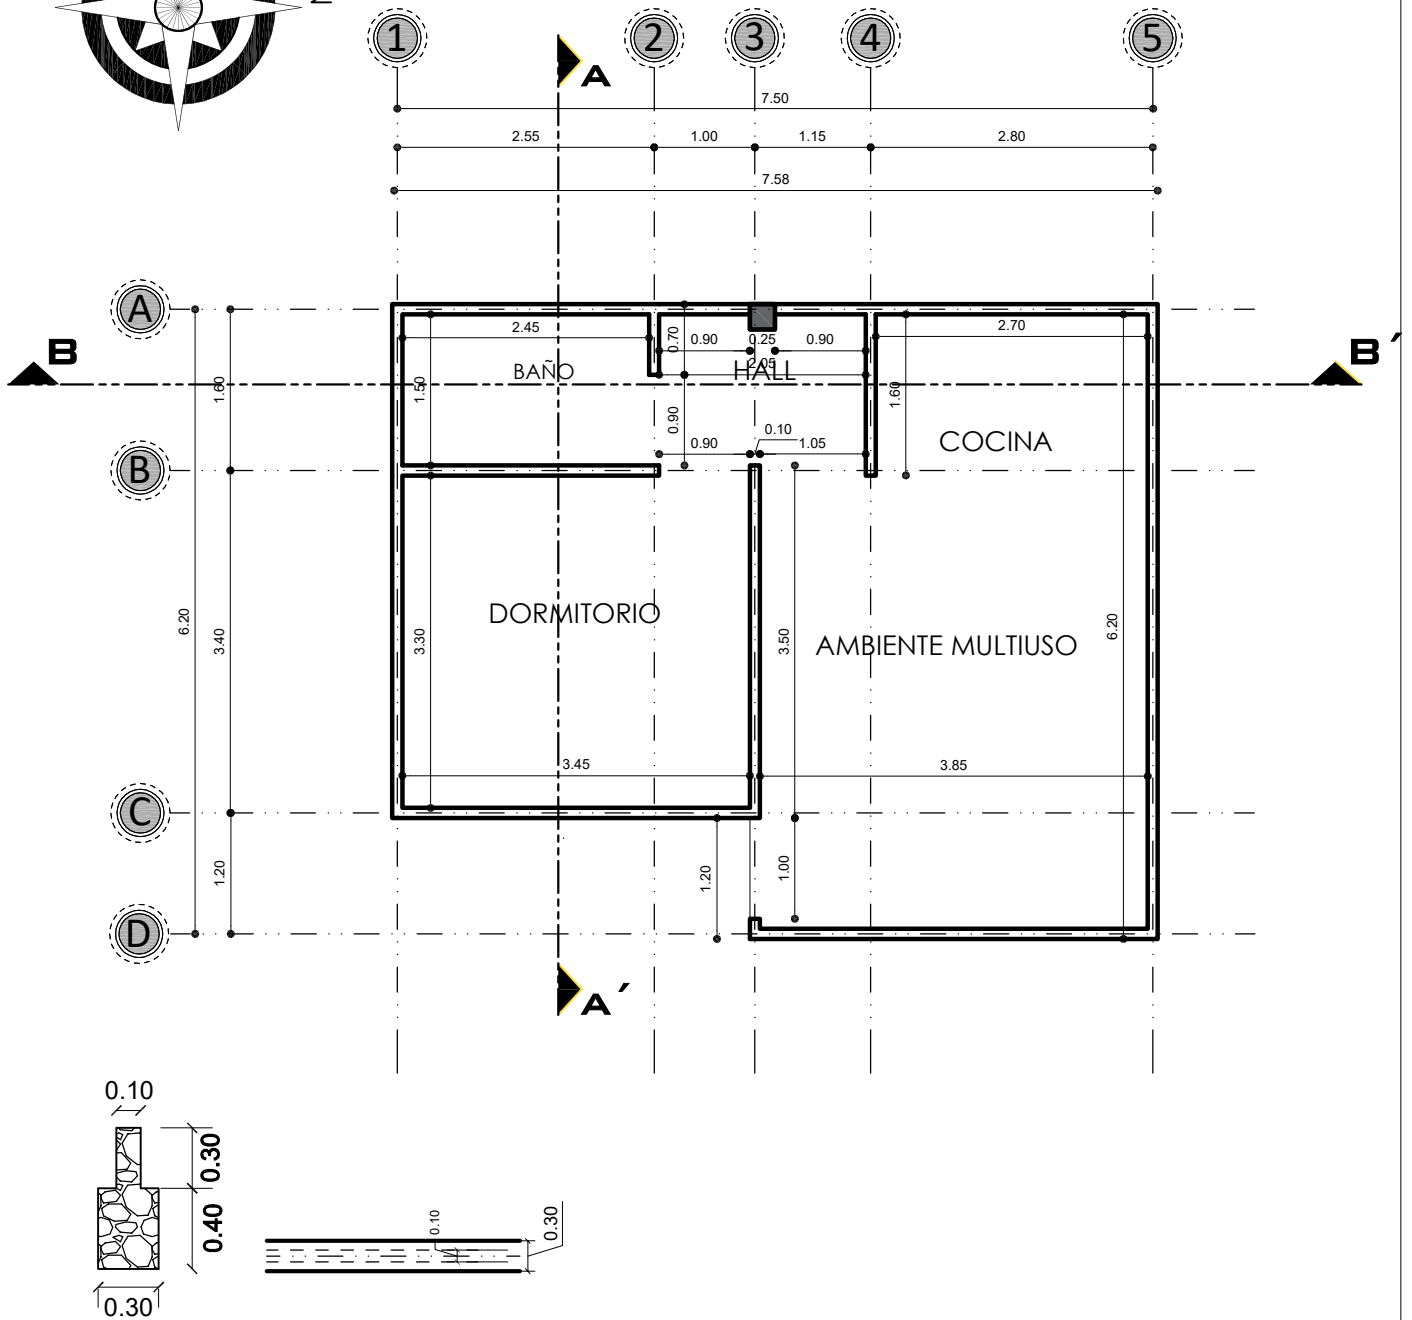 Z
1 2 3 4 5
A
7.50
2.55 1.00 1.15 2.80
7.58
A
B
B´
2.45 0.70 0.90 0.25 0.90 2.70
BAÑO
2.05
HALL
1.60 1.50 1.60
0.90
0.90 0.10 1.05
COCINA
B
DORMITORIO
AMBIENTE MULTIUSO
6.20 3.40 3.30 3.50 6.20
3.45 3.85
C
1.20 1.20 1.00
D
A´
0.10
0.30
0.40
0.30
0.10
0.30